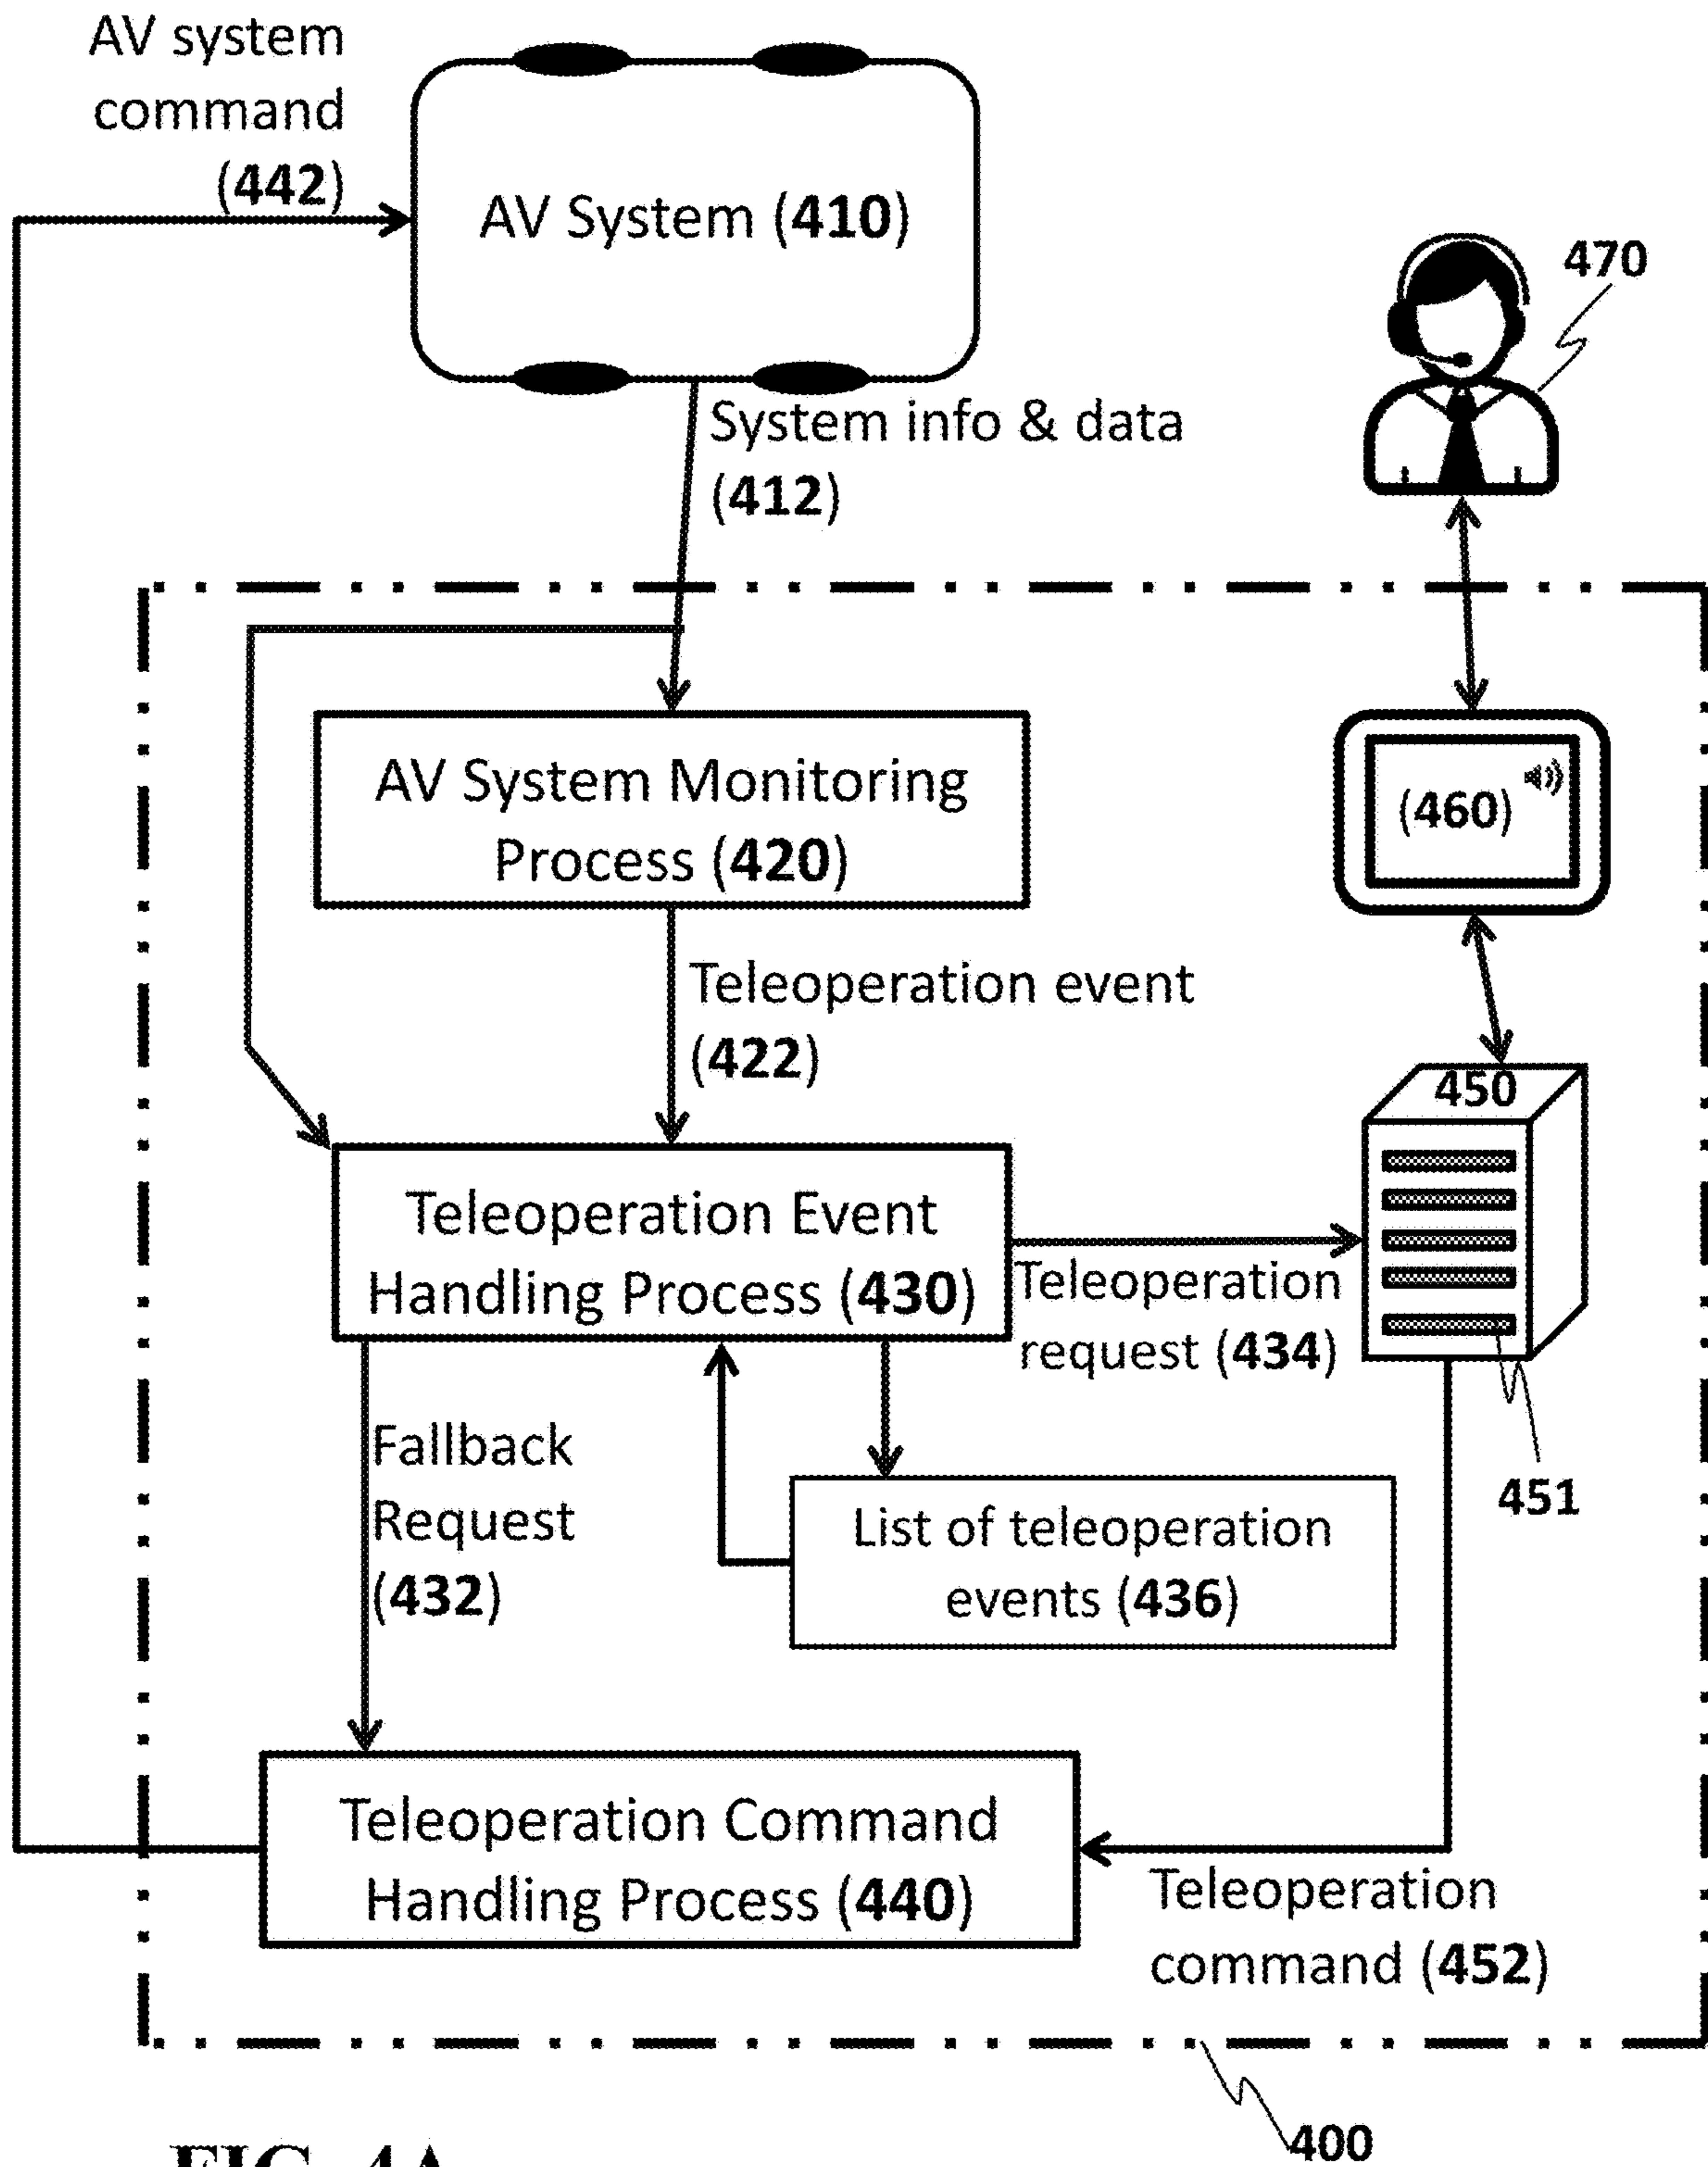 AV system
command
(442)
AV System (410)
470
System info & data
(412)
AV System Monitoring
Process (420)
(460)
Teleoperation event
(422)
450
Teleoperation Event
Handling Process (430)
Teleoperation
request (434)
Fallback
Request
(432)
List of teleoperation
events (436)
451
Teleoperation Command
Handling Process (440)
Teleoperation
command (452)
400
FIG. 4A